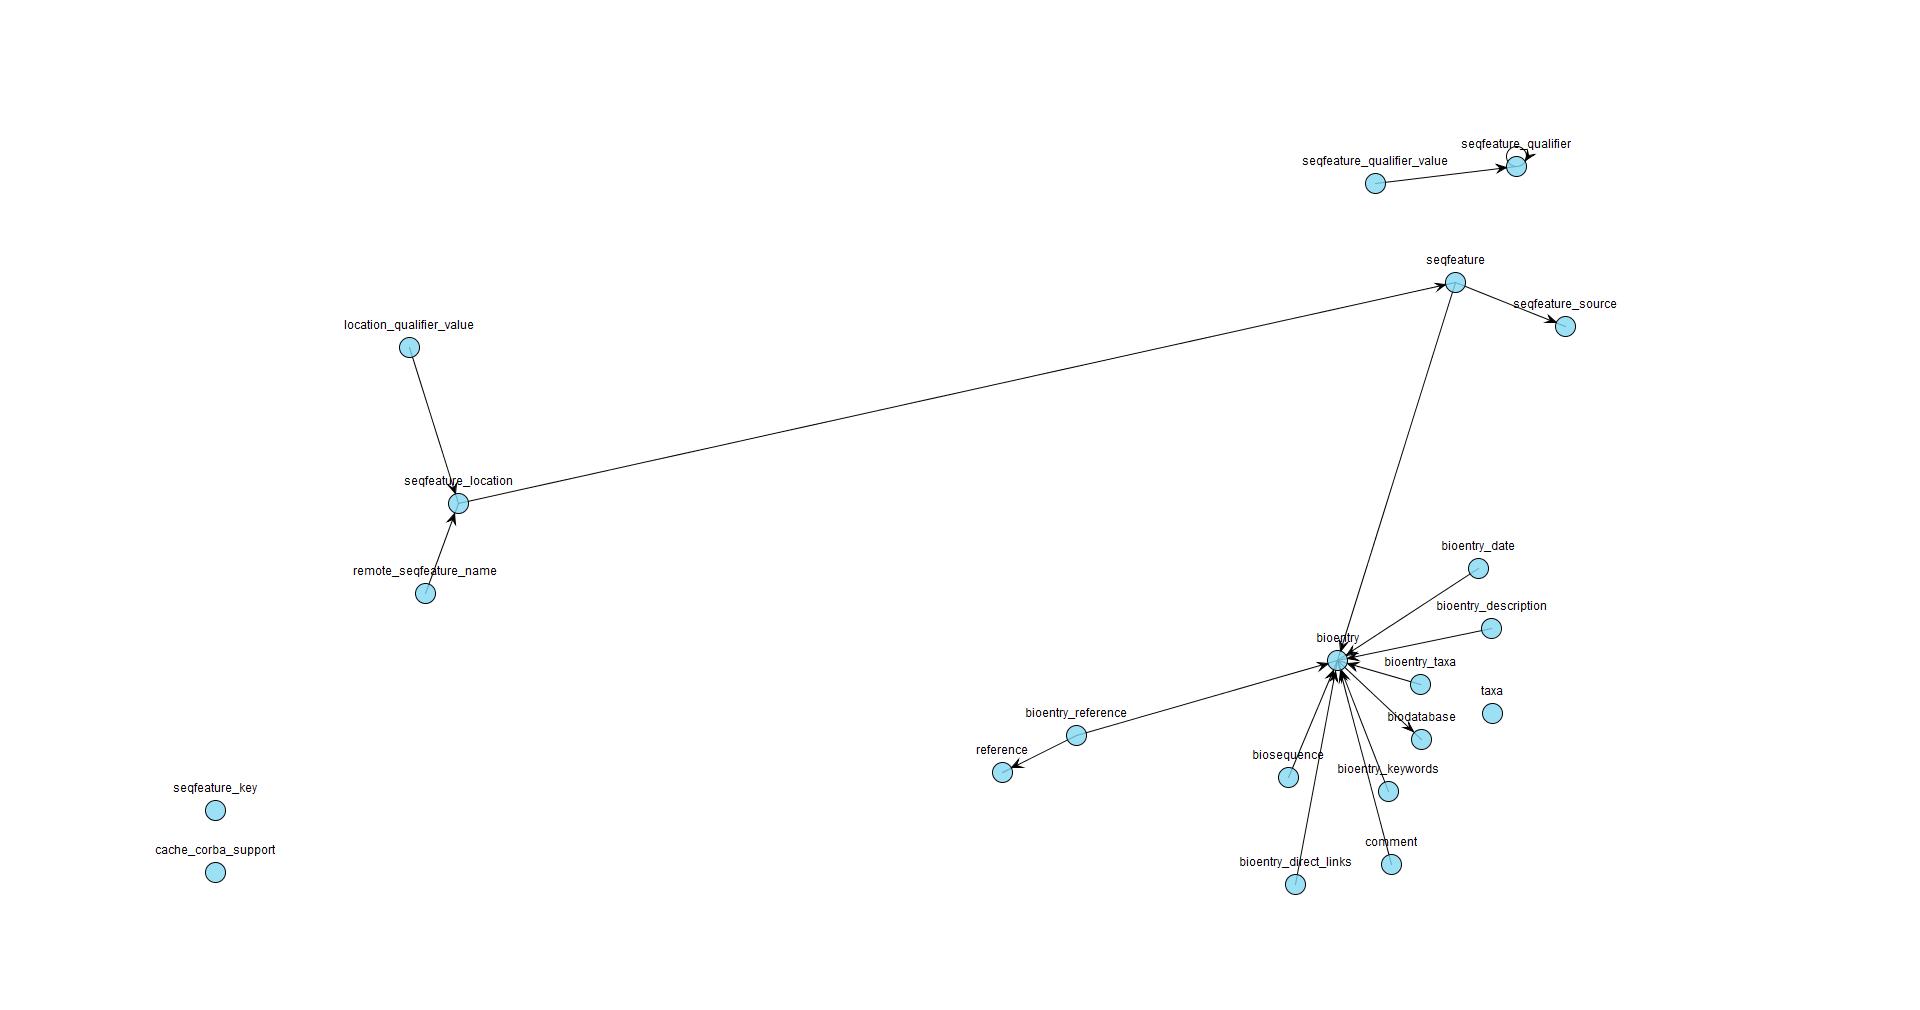 seqfeature_qualifier
seqfeature_qualifier_value
seqfeature
seqfeature_source
location_qualifier_value
seqfeature_location
bioentry_date
remote_seqfeature_name
bioentry_description
bioentry
bioentry_taxa
taxa
bioentry_reference
biodatabase
reference
biosequence
bioentry_keywords
seqfeature_key
comment
cache_corba_support
bioentry_direct_links